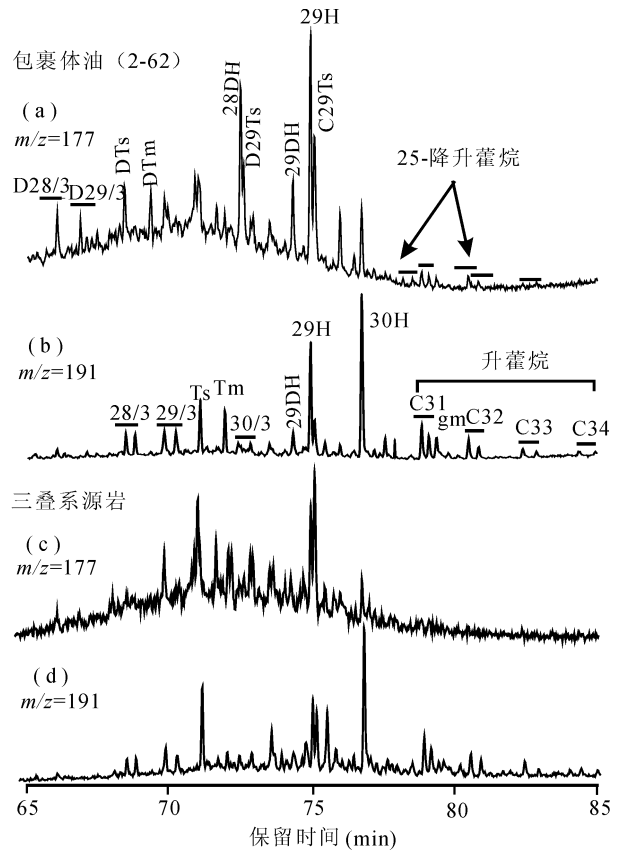 29H
包裹体油（2-62）
(a)
m/z=177
28DH
D29Ts
C29Ts
DTs
DTm
29DH
25-降升藿烷
D28/3
D29/3
(b)
m/z=191
29H
30H
升藿烷
29DH
Ts
Tm
28/3
29/3
30/3
C31
gm
C32
C33
C34
三叠系源岩
(c)
m/z=177
(d)
m/z=191
65 70 75 80 85
保留时间 (min)